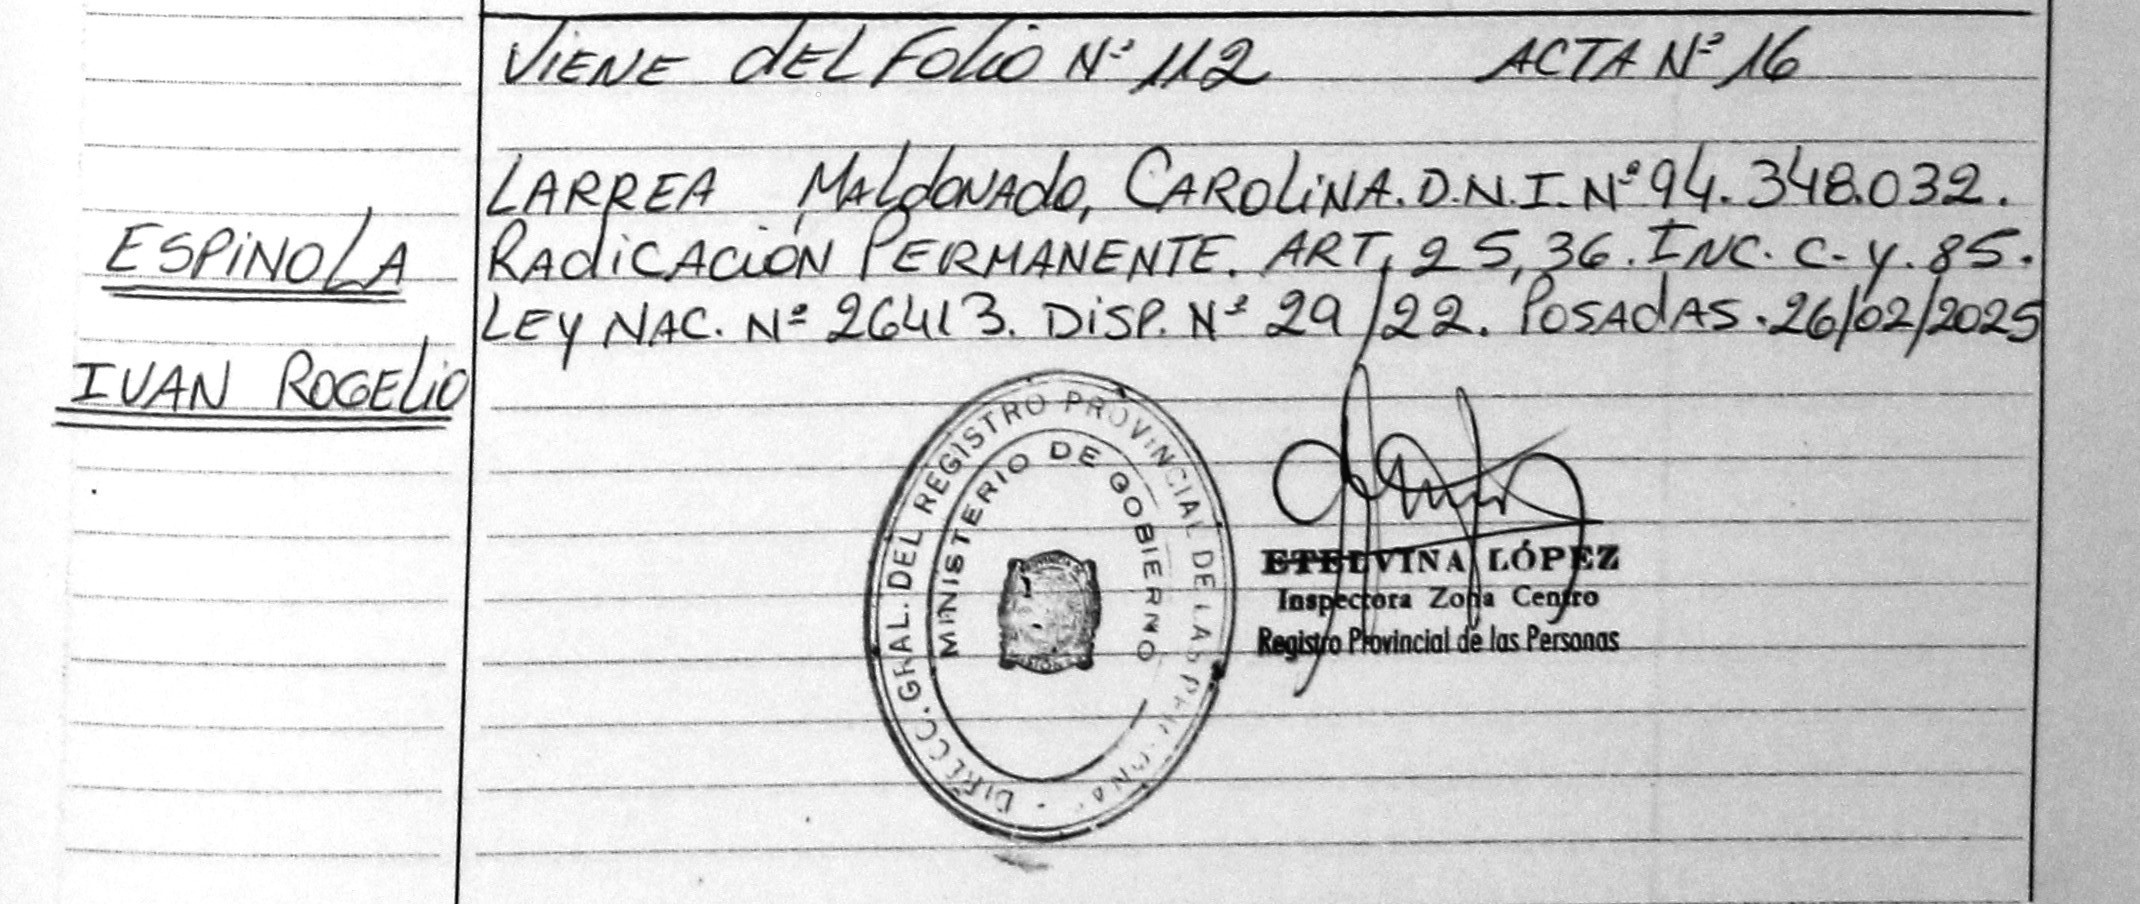 VIENE dEL FOLIO Nº 112 ACTA Nº 16
LARREA MALdONAdO, CAROLINA. D.N.I. Nº 94.348.032.
ESPINOLA
RAdICACIÓN PERMANENTE. ART, 25, 36. INC. C- y. 85.
LEY NAC. Nº 26413. DISP. Nº 29/22. POSAdAS. 26/02/2025
IVAN ROGELIO
DIRECC. GRAL. DEL REGISTRO PROVINCIAL DE LAS PERSONAS
MINISTERIO DE GOBIERNO
ETELVINA LÓPEZ
Inspectora Zona Centro
Registro Provincial de las Personas